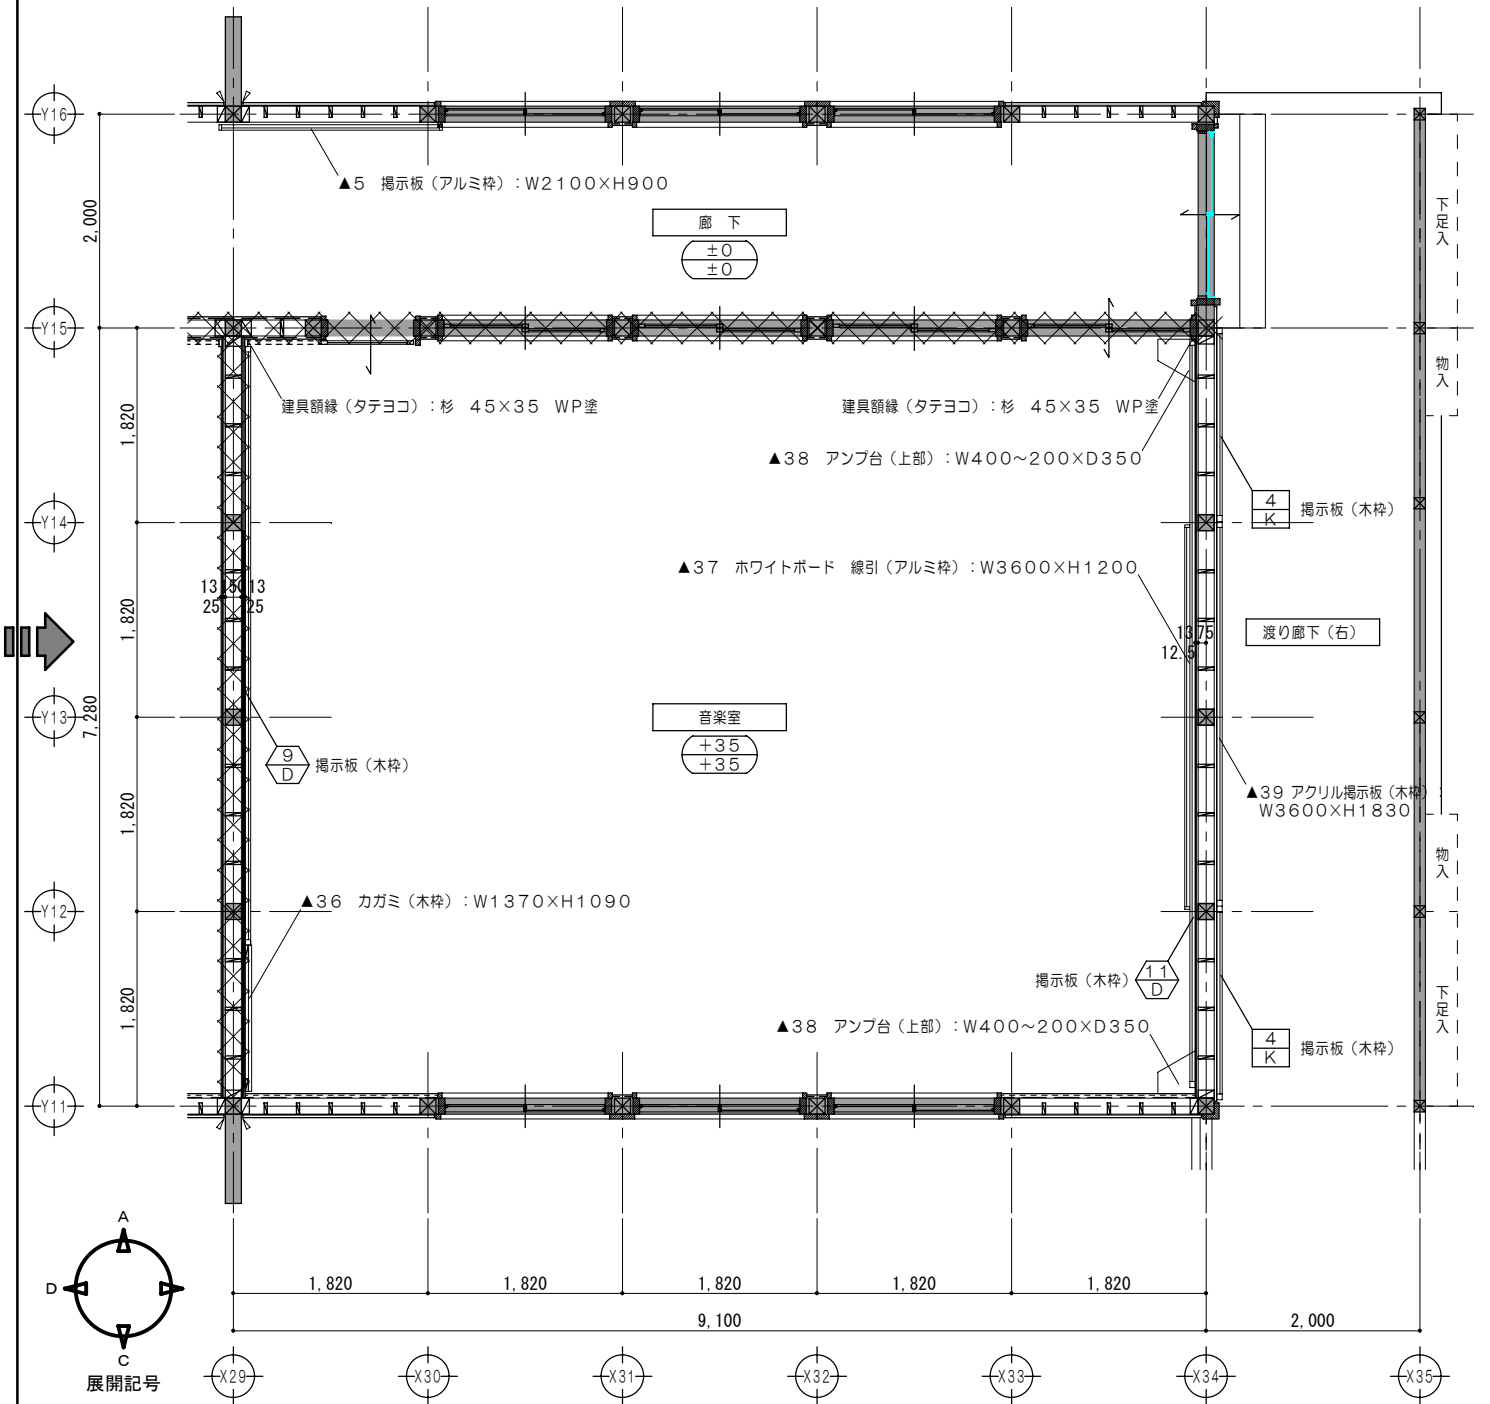 Y16
▲5 掲示板（アルミ枠）：W2100×H900
2,000
廊 下
±0
±0
下足入
Y15
建具額縁（タテヨコ）：杉 45×35 WP塗
建具額縁（タテヨコ）：杉 45×35 WP塗
物入
1,820
▲38 アンプ台（上部）：W400～200×D350
4
K
掲示板（木枠）
Y14
▲37 ホワイトボード 線引（アルミ枠）：W3600×H1200
13 150 13
25 25
1,820
13 75
12.5
渡り廊下（右）
7,280
Y13
音楽室
+35
+35
9
D
掲示板（木枠）
▲39 アクリル掲示板（木枠）：
W3600×H1830
1,820
物入
▲36 カガミ（木枠）：W1370×H1090
Y12
掲示板（木枠）
11
D
1,820
▲38 アンプ台（上部）：W400～200×D350
4
K
掲示板（木枠）
下足入
Y11
A
D
C
展開記号
1,820
1,820
1,820
1,820
1,820
9,100
2,000
X29
X30
X31
X32
X33
X34
X35